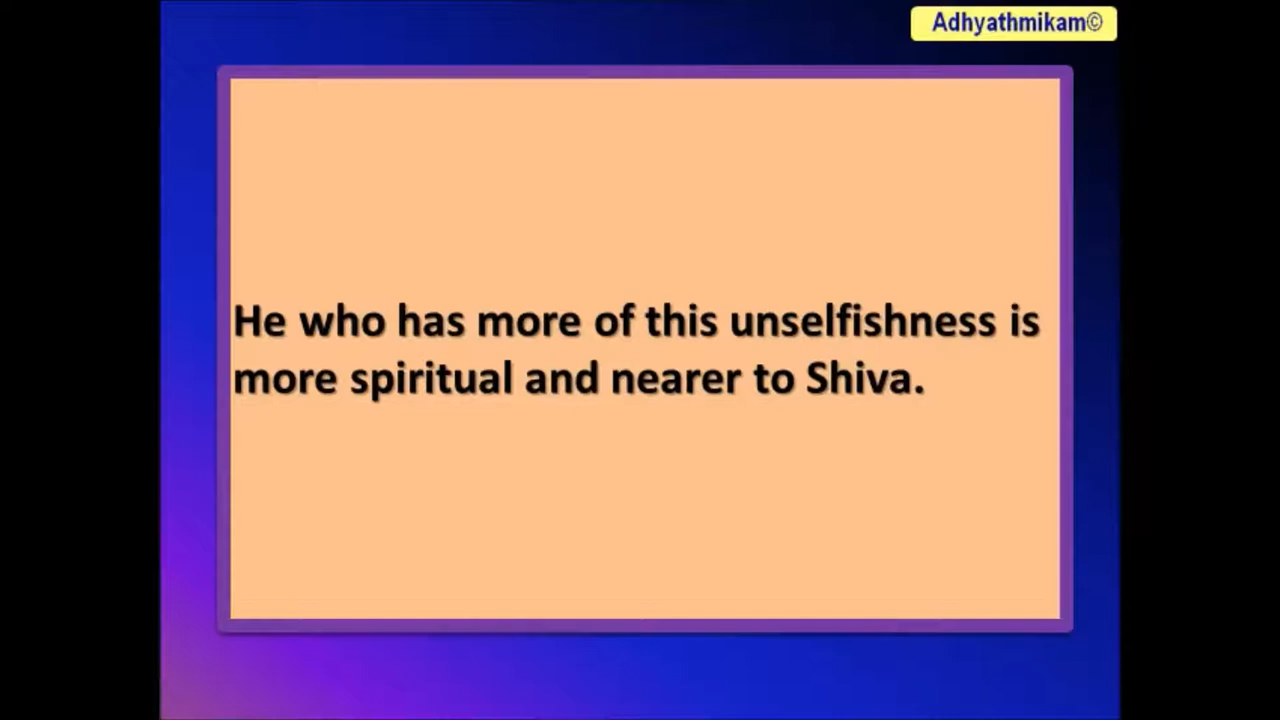 Adhyathmikam©
He who has more of this unselfishness is
more spiritual and nearer to Shiva.